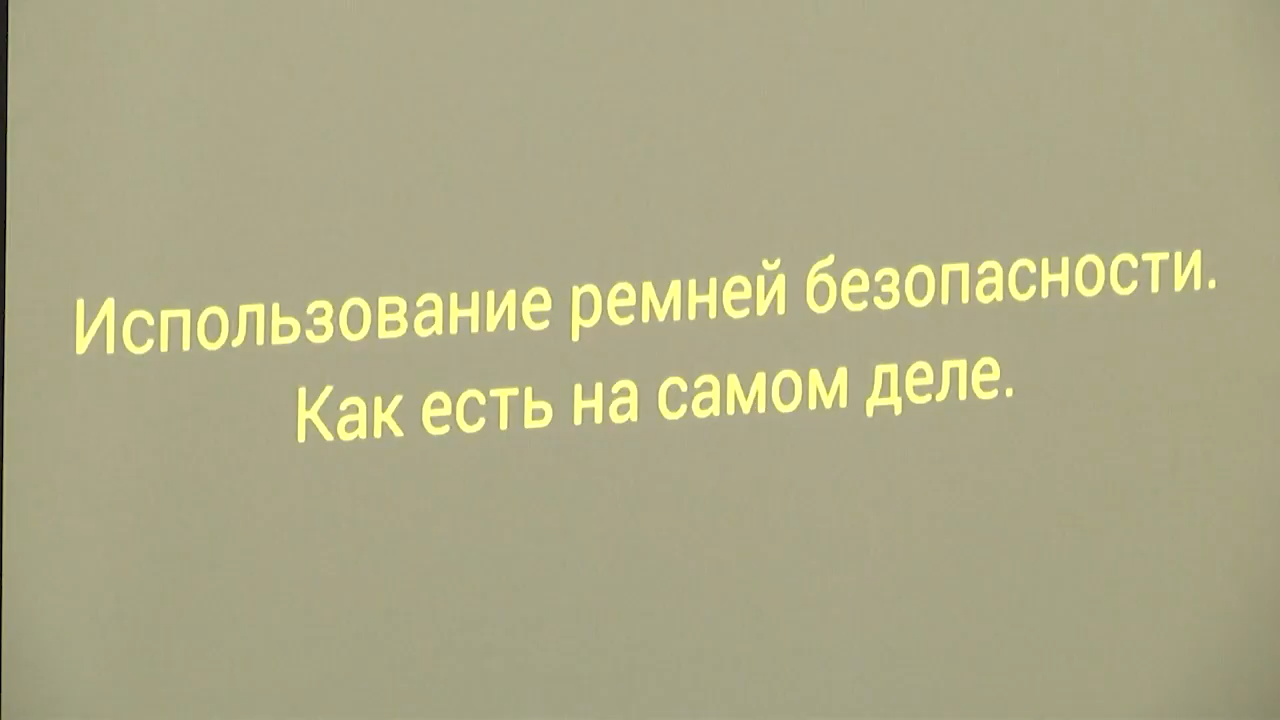 Использование ремней безопасности.
Как есть на самом деле.